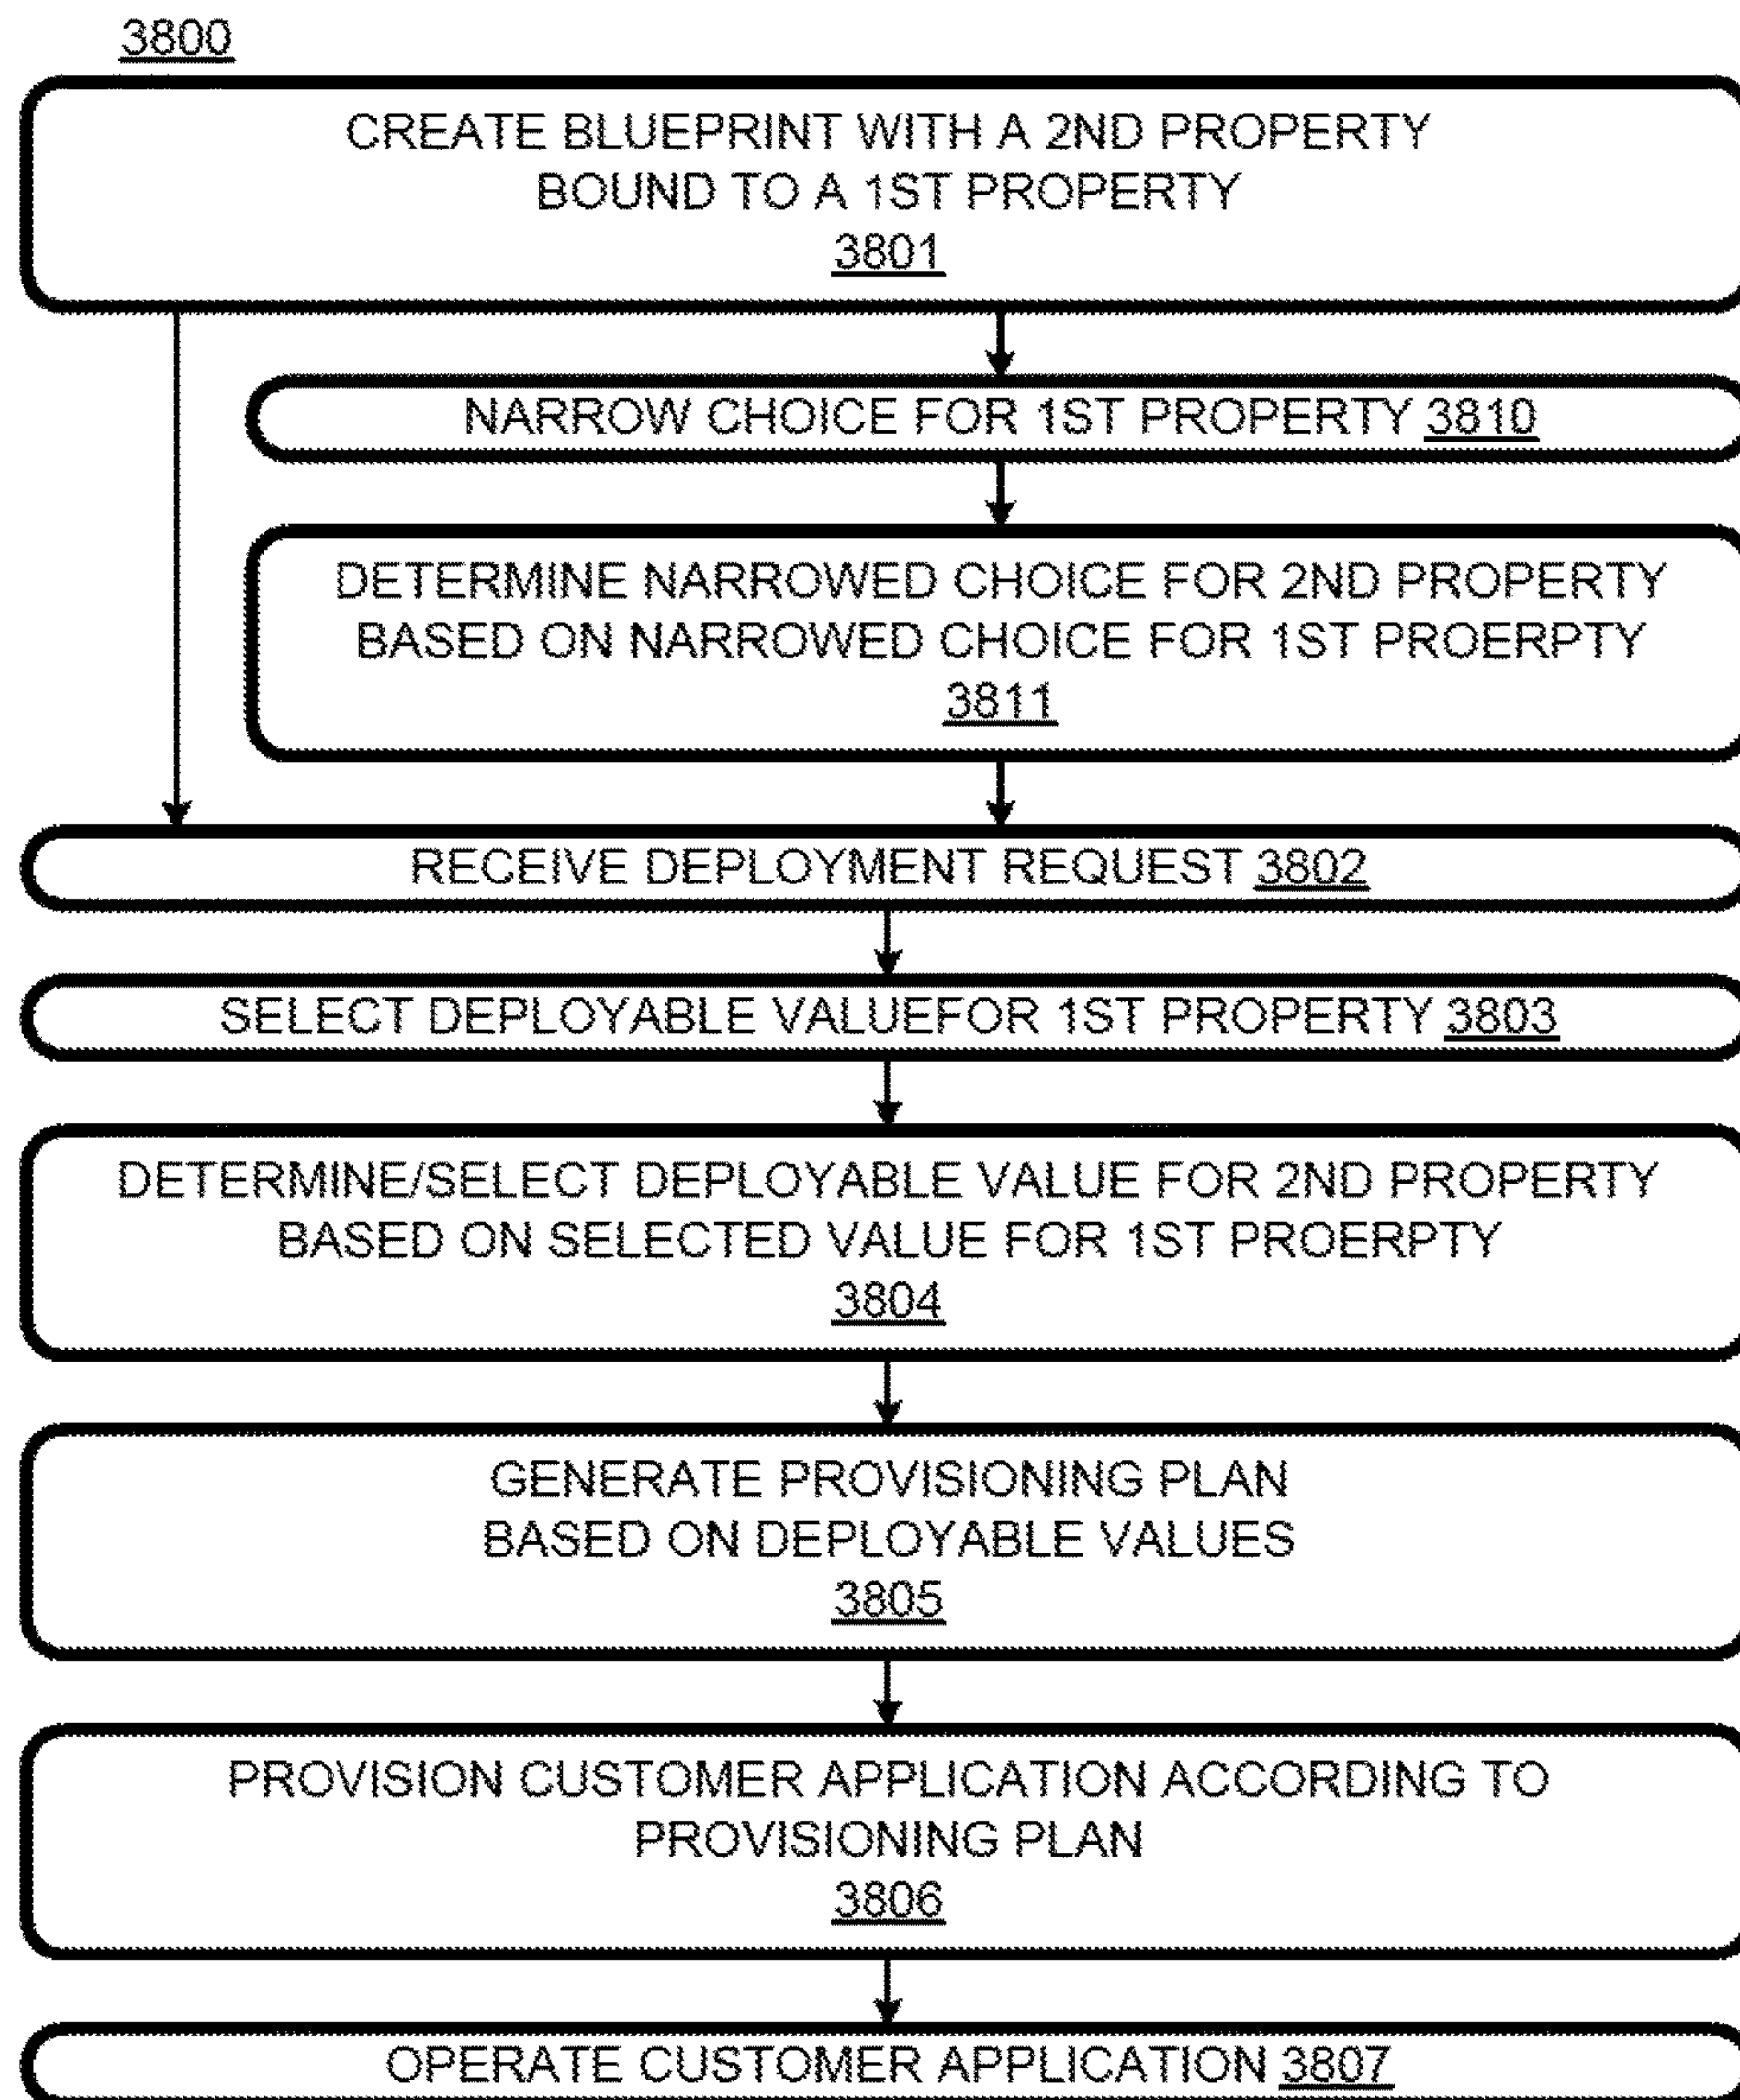 3800
CREATE BLUEPRINT WITH A 2ND PROPERTY
BOUND TO A 1ST PROPERTY
3801
NARROW CHOICE FOR 1ST PROPERTY 3810
DETERMINE NARROWED CHOICE FOR 2ND PROPERTY
BASED ON NARROWED CHOICE FOR 1ST PROERPTY
3811
RECEIVE DEPLOYMENT REQUEST 3802
SELECT DEPLOYABLE VALUEFOR 1ST PROPERTY 3803
DETERMINE/SELECT DEPLOYABLE VALUE FOR 2ND PROPERTY
BASED ON SELECTED VALUE FOR 1ST PROERPTY
3804
GENERATE PROVISIONING PLAN
BASED ON DEPLOYABLE VALUES
3805
PROVISION CUSTOMER APPLICATION ACCORDING TO
PROVISIONING PLAN
3806
OPERATE CUSTOMER APPLICATION 3807